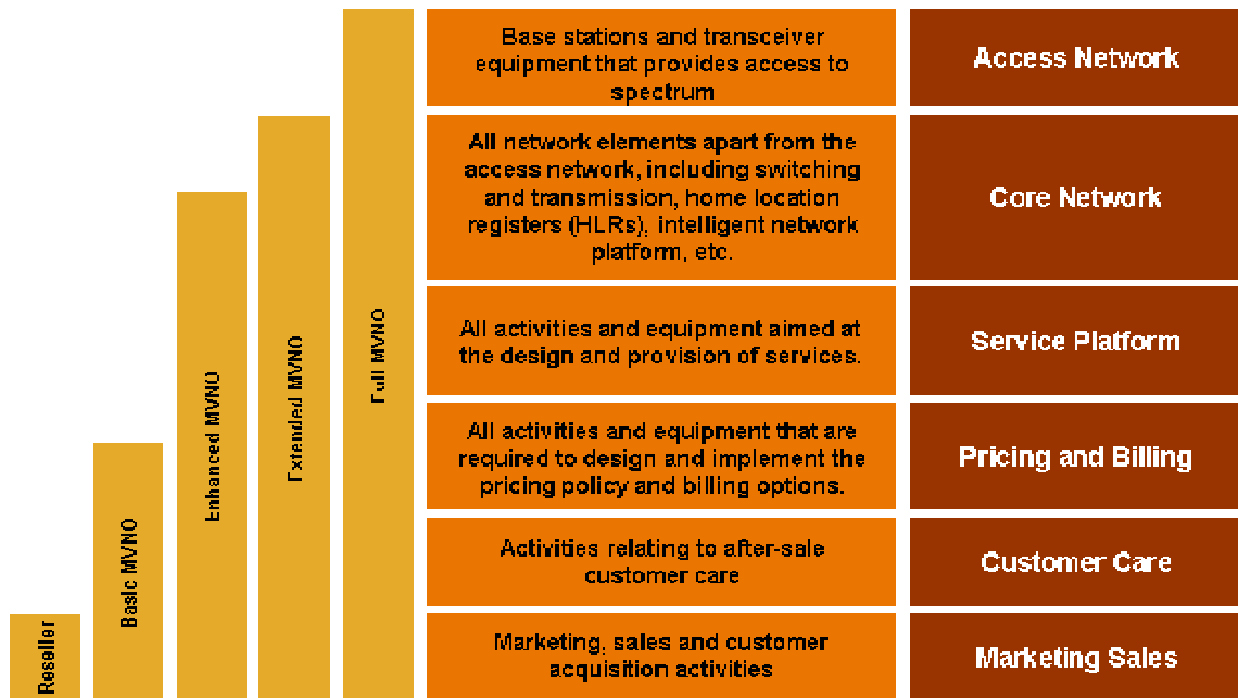 Base stations and transceiver
equipment that provides access to
spectrum
Access Network
All network elements apart from the
access network, including switching
and transmission, home location
registers (HLRs), intelligent network
platform, etc.
Core Network
All activities and equipment aimed at
the design and provision of services.
Service Platform
All activities and equipment that are
required to design and implement the
pricing policy and billing options.
Pricing and Billing
Activities relating to after-sale
customer care
Customer Care
Marketing, sales and customer
acquisition activities
Marketing Sales
Reseller
Basic MVNO
Enhanced MVNO
Extended MVNO
Full MVNO